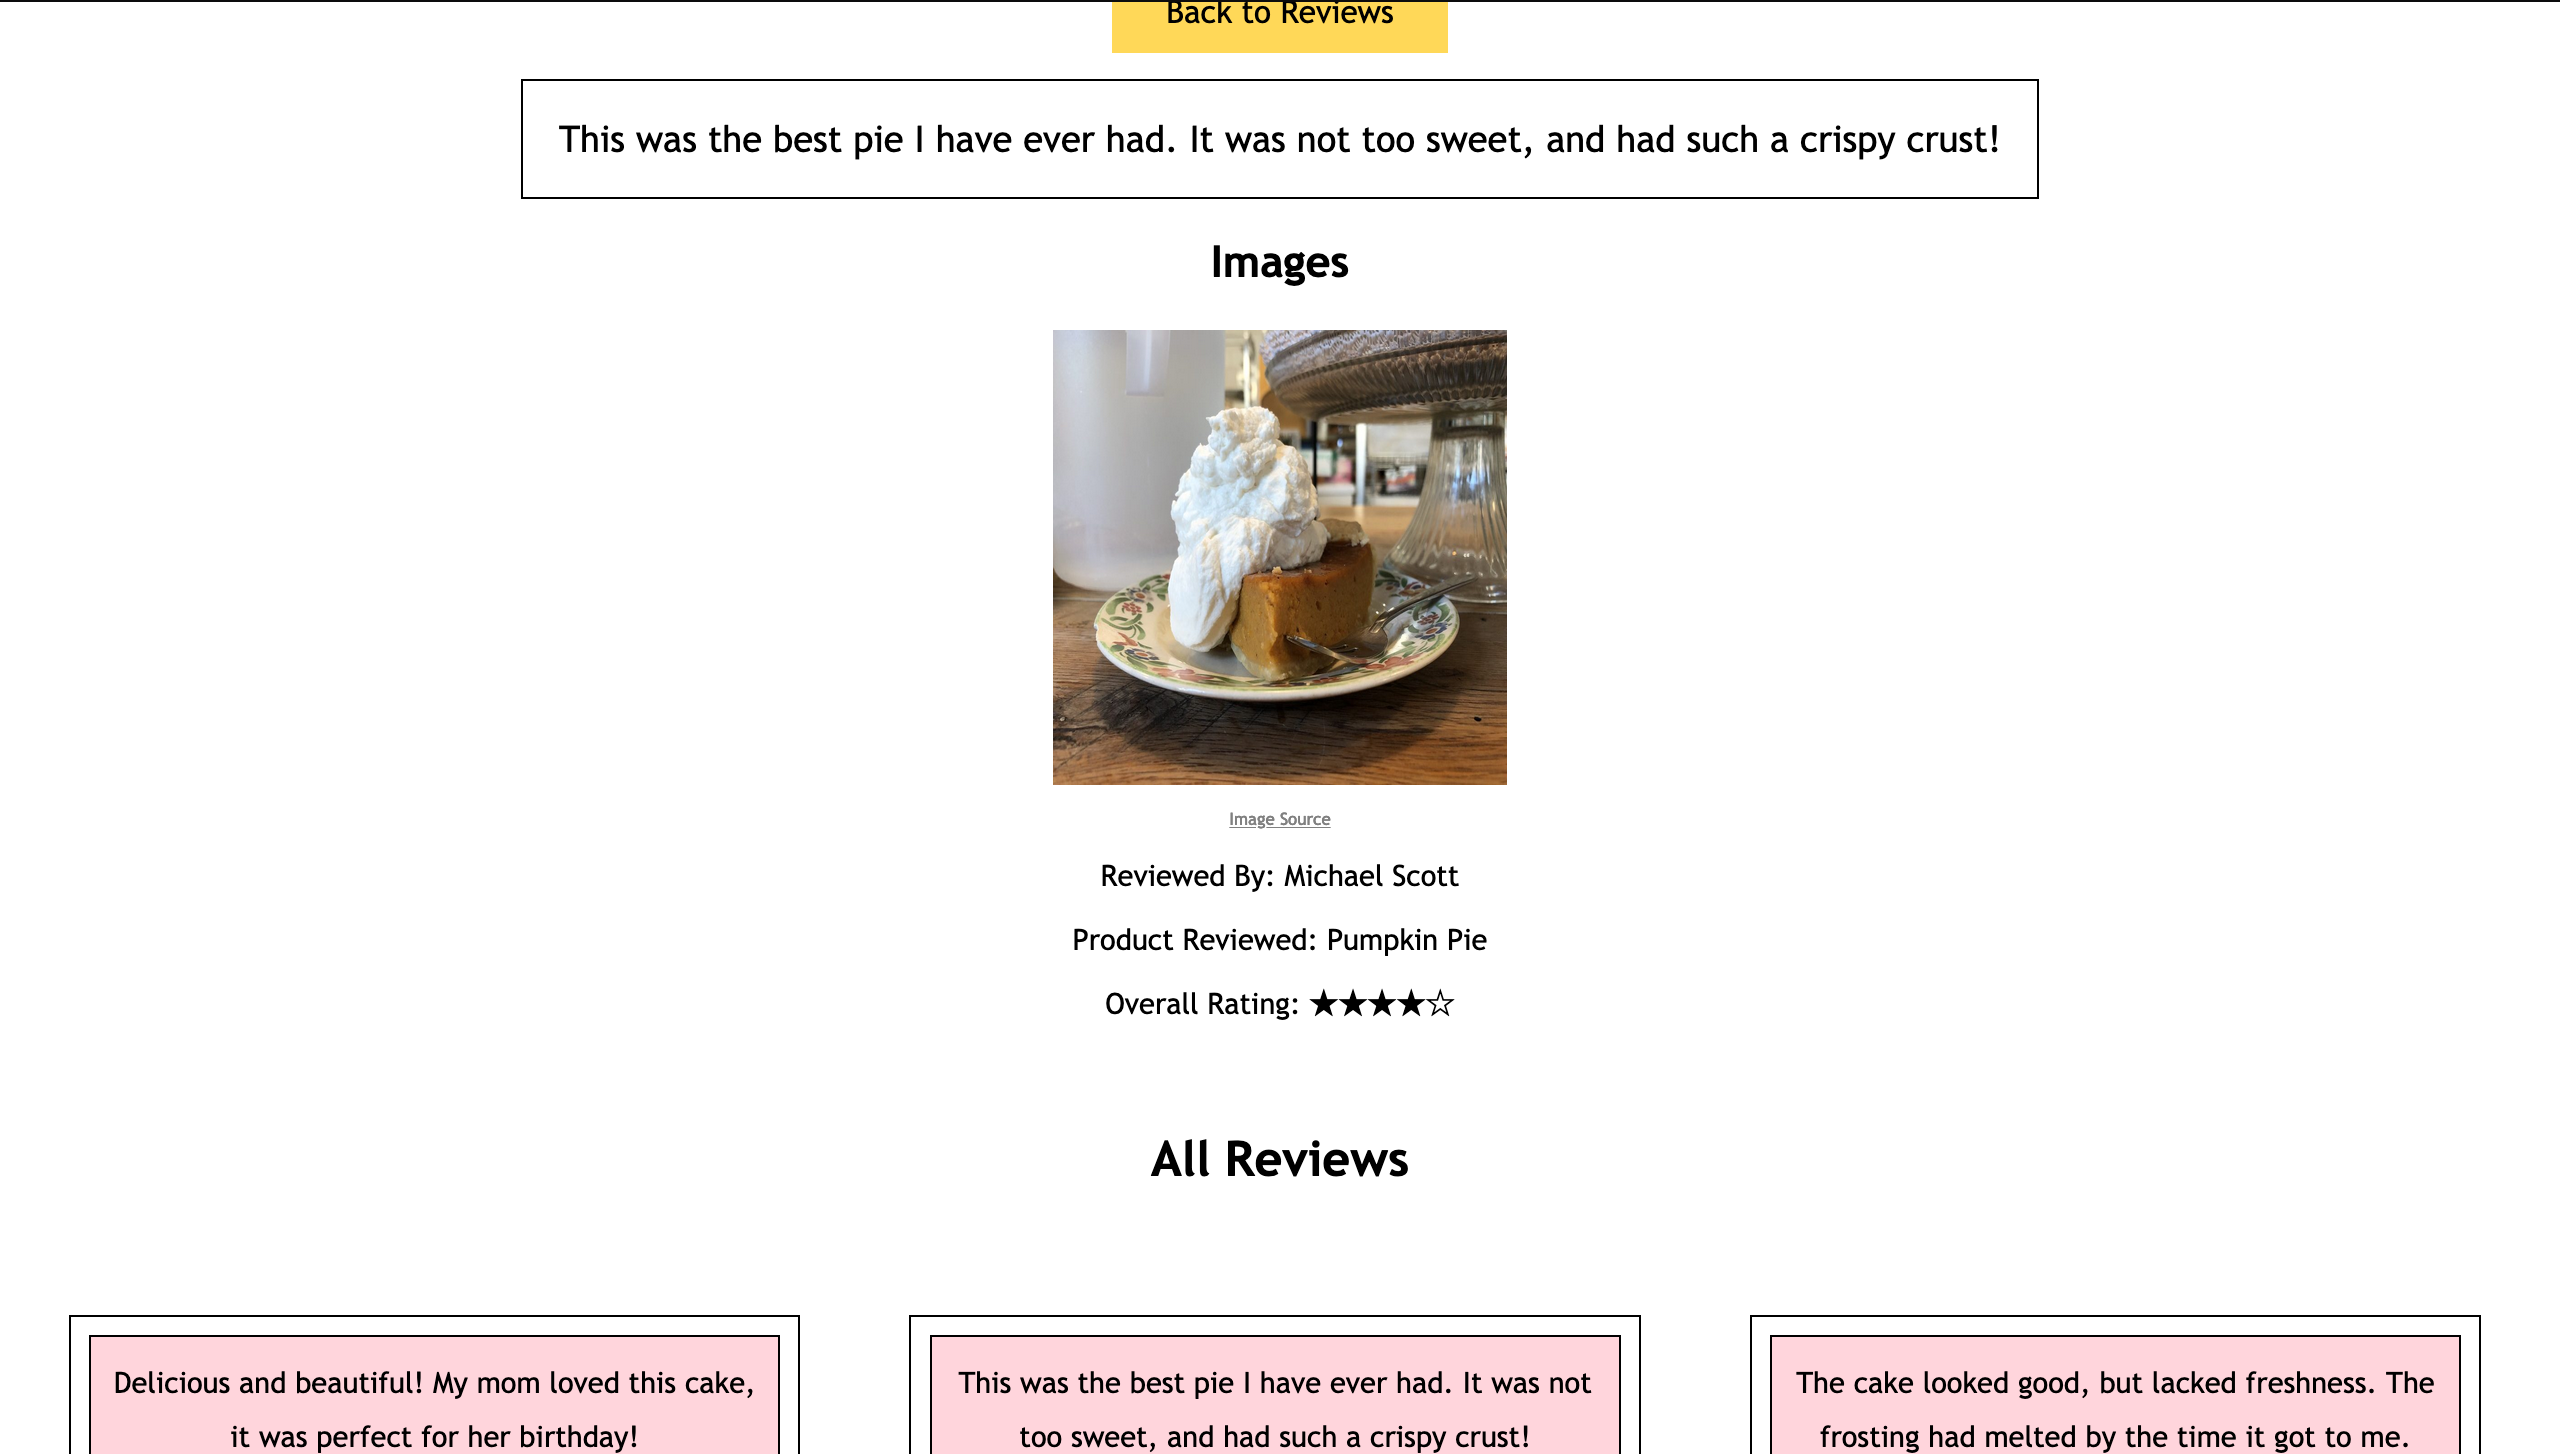 Back to Reviews
This was the best pie I have ever had. It was not too sweet, and had such a crispy crust!
Images
Image Source
Reviewed By: Michael Scott
Product Reviewed: Pumpkin Pie
Overall Rating: ★★★★☆
All Reviews
Delicious and beautiful! My mom loved this cake,
it was perfect for her birthday!
This was the best pie I have ever had. It was not
too sweet, and had such a crispy crust!
The cake looked good, but lacked freshness. The
frosting had melted by the time it got to me.